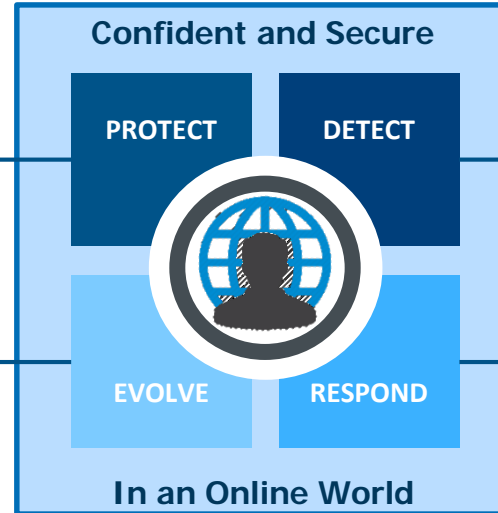 Confident and Secure
PROTECT
DETECT
EVOLVE
RESPOND
In an Online World